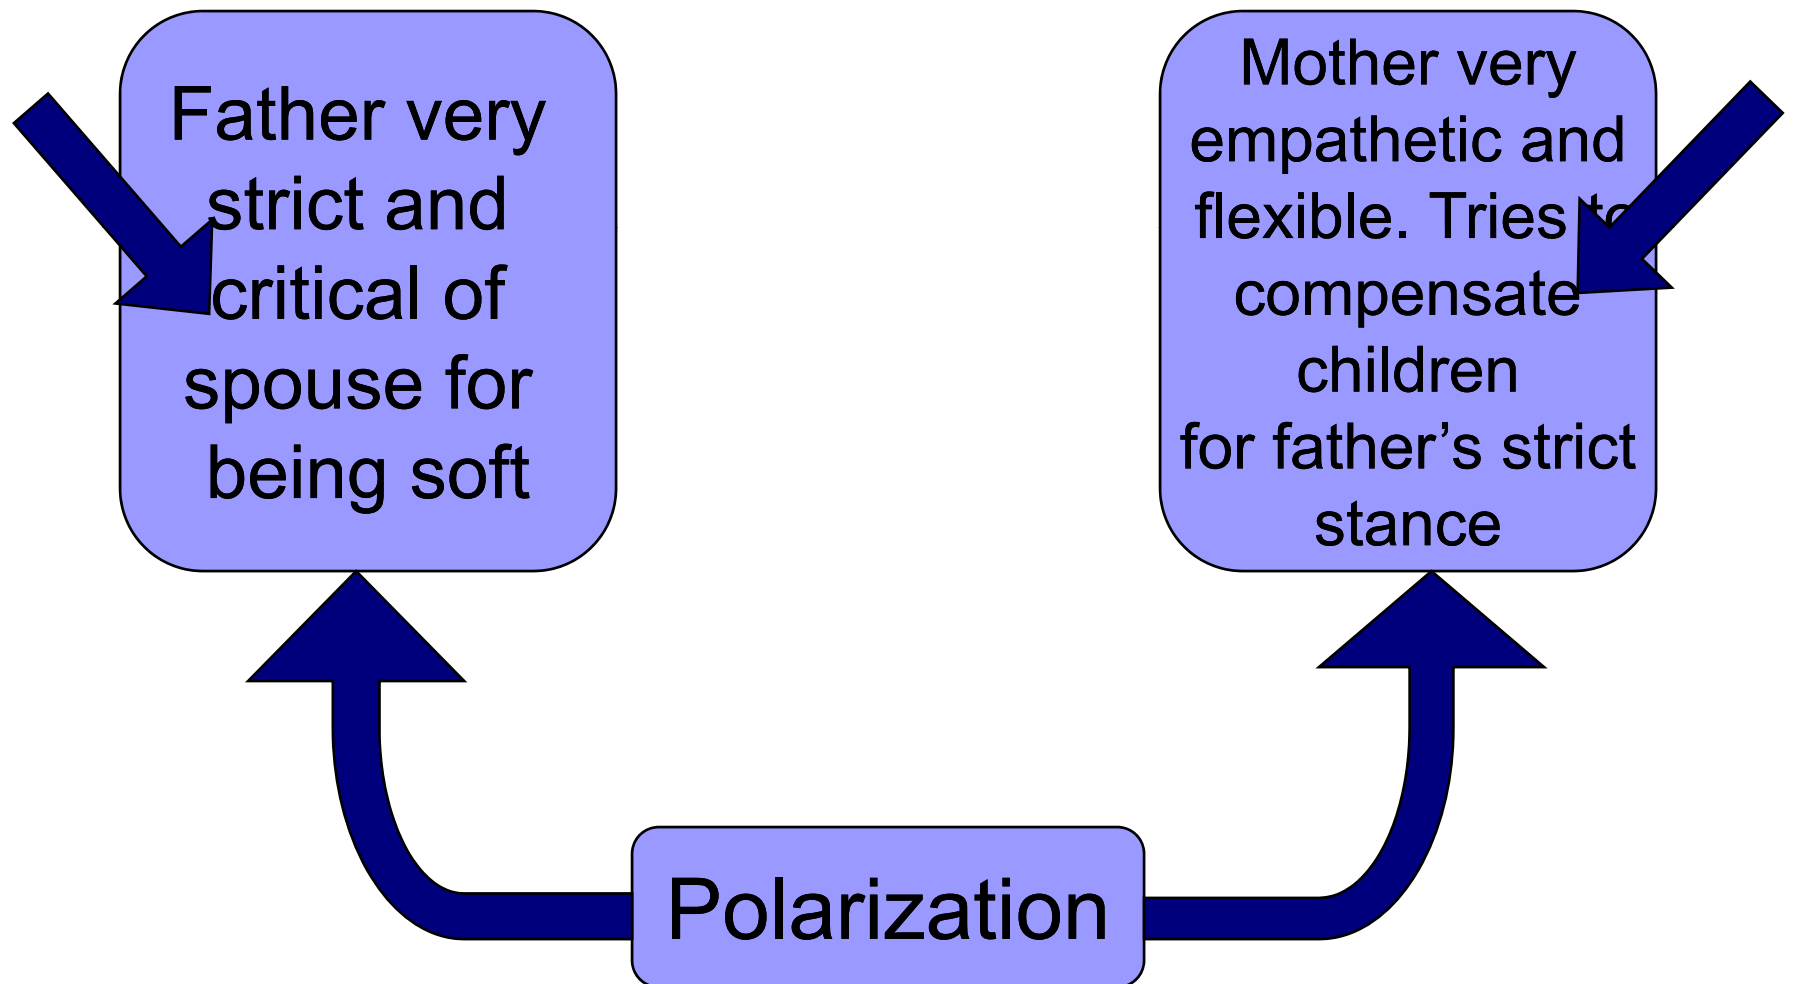 Father very
strict and
critical of
spouse for
being soft
Mother very
empathetic and
flexible. Tries to
compensate
children
for father’s strict
stance
Polarization